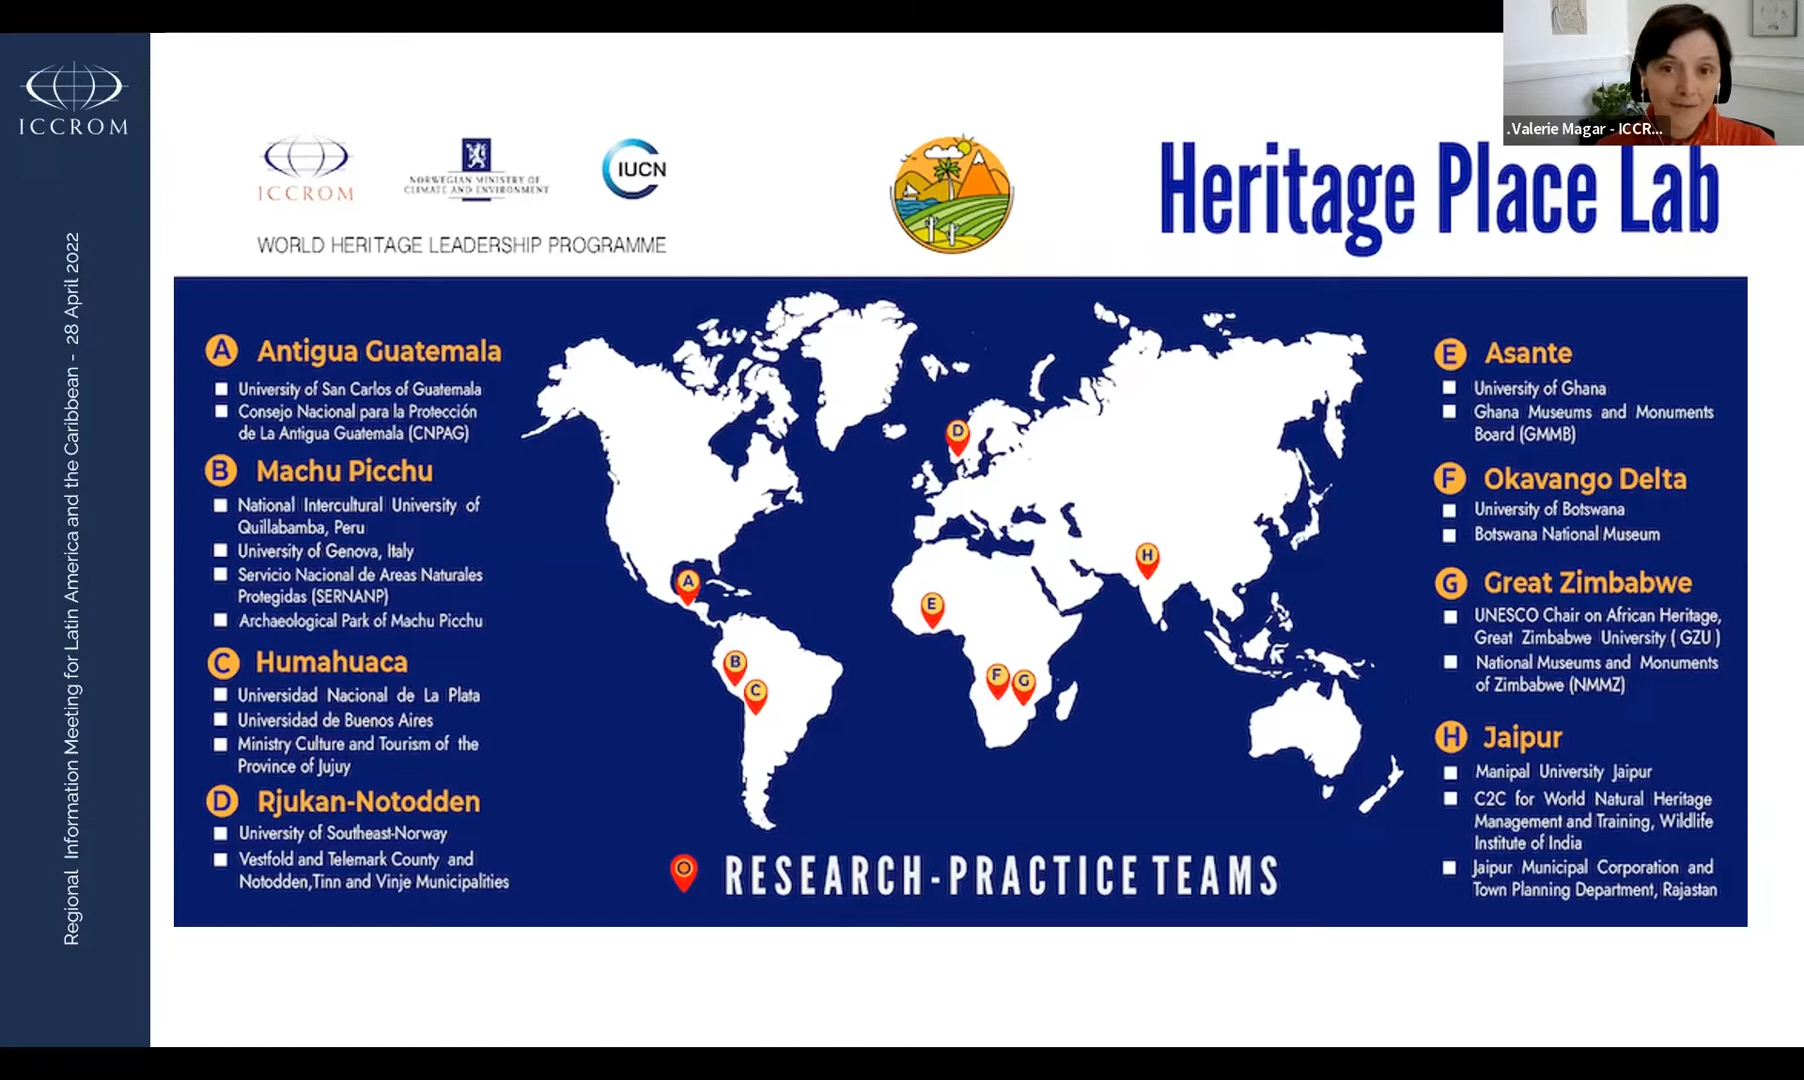 ICCROM
Regional Information Meeting for Latin America and the Caribbean - 28 April 2022
.Valerie Magar - ICCR...
ICCROM
NORWEGIAN MINISTRY OF
CLIMATE AND ENVIRONMENT
IUCN
WORLD HERITAGE LEADERSHIP PROGRAMME
Heritage Place Lab
A Antigua Guatemala
University of San Carlos of Guatemala
Consejo Nacional para la Protección
de La Antigua Guatemala (CNPAG)
B Machu Picchu
National Intercultural University of
Quillabamba, Peru
University of Genova, Italy
Servicio Nacional de Areas Naturales
Protegidas (SERNANP)
Archaeological Park of Machu Picchu
C Humahuaca
Universidad Nacional de La Plata
Universidad de Buenos Aires
Ministry Culture and Tourism of the
Province of Jujuy
D Rjukan-Notodden
University of Southeast-Norway
Vestfold and Telemark County and
Notodden,Tinn and Vinje Municipalities
D
H
A
E
B
C
F
G
RESEARCH-PRACTICE TEAMS
E Asante
University of Ghana
Ghana Museums and Monuments
Board (GMMB)
F Okavango Delta
University of Botswana
Botswana National Museum
G Great Zimbabwe
UNESCO Chair on African Heritage,
Great Zimbabwe University ( GZU )
National Museums and Monuments
of Zimbabwe (NMMZ)
H Jaipur
Manipal University Jaipur
C2C for World Natural Heritage
Management and Training, Wildlife
Institute of India
Jaipur Municipal Corporation and
Town Planning Department, Rajastan